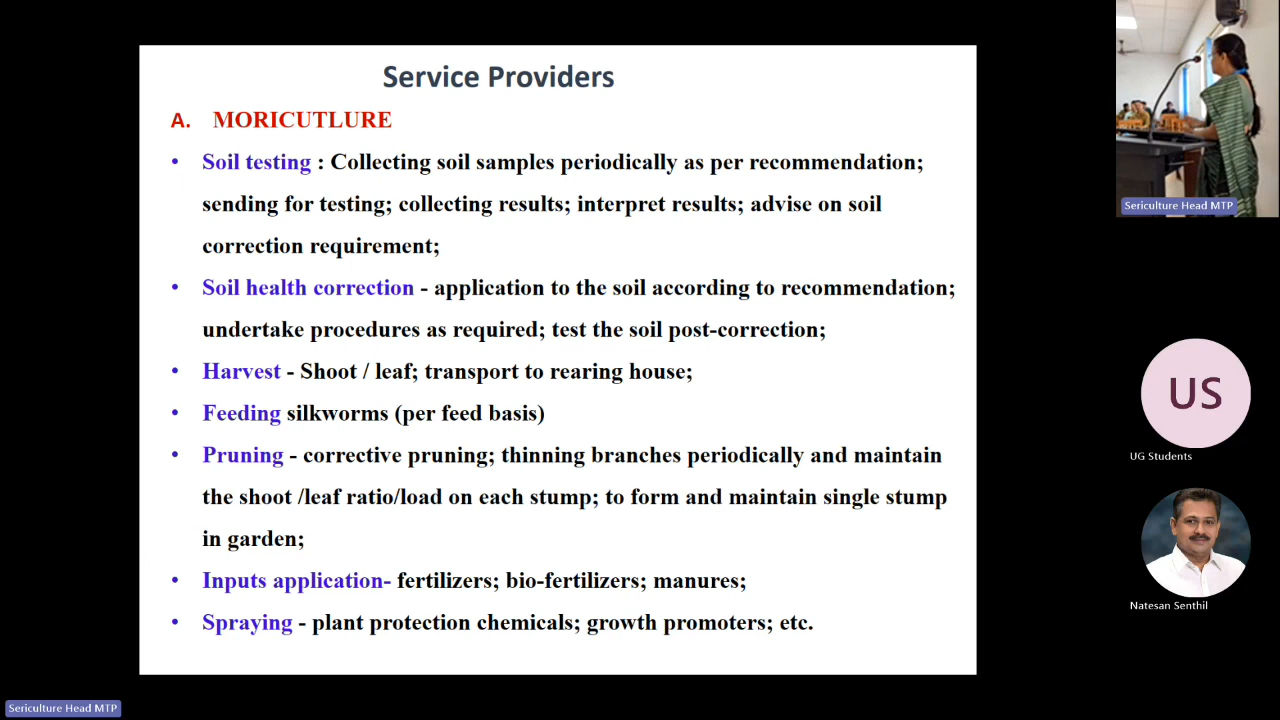 Service Providers
A. MORICUTLURE
• Soil testing : Collecting soil samples periodically as per recommendation;
sending for testing; collecting results; interpret results; advise on soil
correction requirement;
• Soil health correction - application to the soil according to recommendation;
undertake procedures as required; test the soil post-correction;
• Harvest - Shoot / leaf; transport to rearing house;
• Feeding silkworms (per feed basis)
• Pruning - corrective pruning; thinning branches periodically and maintain
the shoot /leaf ratio/load on each stump; to form and maintain single stump
in garden;
• Inputs application- fertilizers; bio-fertilizers; manures;
• Spraying - plant protection chemicals; growth promoters; etc.
Sericulture Head MTP
US
UG Students
Natesan Senthil
Sericulture Head MTP